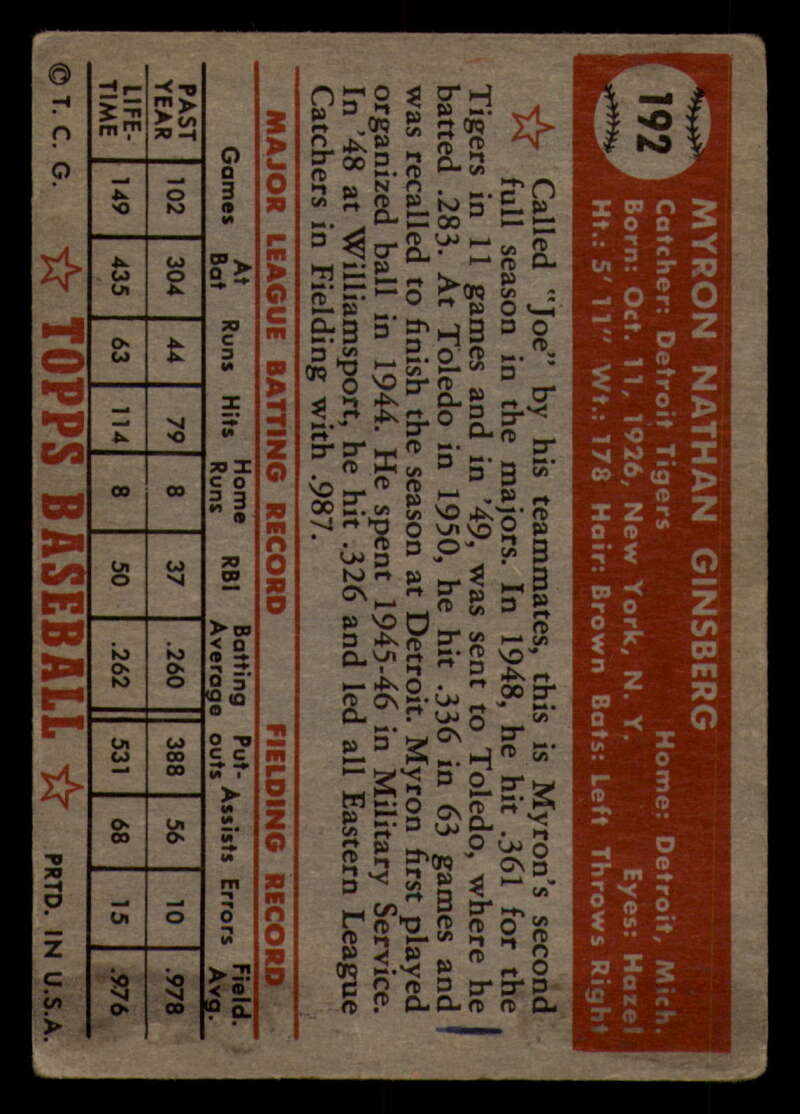 192
MYRON NATHAN GINSBERG
Catcher: Detroit Tigers Home: Detroit, Mich.
Born: Oct. 11, 1926, New York, N. Y. Eyes: Hazel
Ht.: 5' 11" Wt.: 178 Hair: Brown Bats: Left Throws Right
Called "Joe" by his teammates, this is Myron's second
full season in the majors. In 1948, he hit .361 for the
Tigers in 11 games and in '49, was sent to Toledo, where he
batted .283. At Toledo in 1950, he hit .336 in 63 games and
was recalled to finish the season at Detroit. Myron first played
organized ball in 1944. He spent 1945-46 in Military Service.
In '48 at Williamsport, he hit .326 and led all Eastern League
Catchers in Fielding with .987.
MAJOR LEAGUE BATTING RECORD FIELDING RECORD
Games At Bat Runs Hits Home Runs RBI Batting Average Put-outs Assists Errors Field. Avg.
PAST YEAR 102 304 44 79 8 37 .260 388 56 10 .978
LIFE-TIME 149 435 63 114 8 50 .262 531 68 15 .976
© T. C. G. TOPPS BASEBALL PRTD. IN U.S.A.